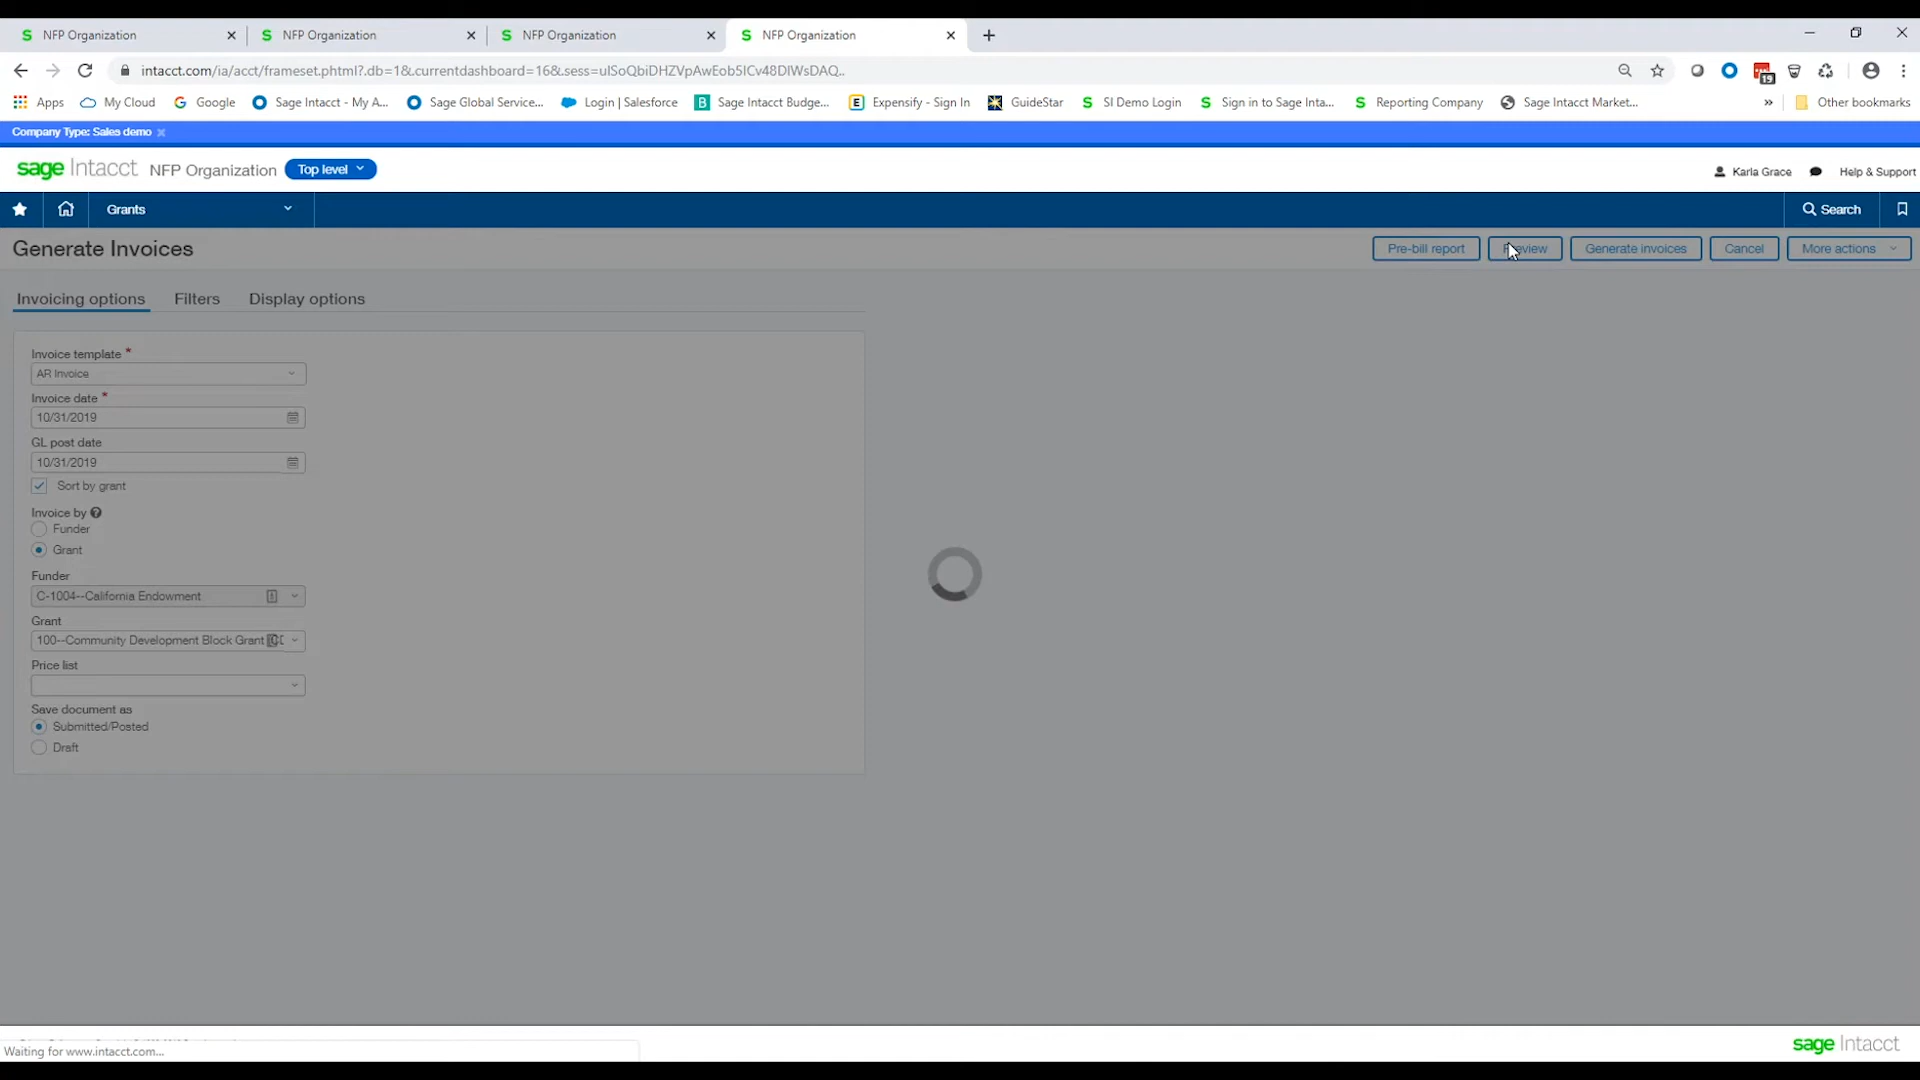 NFP Organization NFP Organization NFP Organization NFP Organization
intacct.com/ia/acct/frameset.phtml?.db=1&.currentdashboard=16&.sess=uISoQbiDHZVpAwEob5ICv48DIWsDAQ..
15
Apps My Cloud Google Sage Intacct - My A... Sage Global Service... Login | Salesforce Sage Intacct Budge... Expensify - Sign In GuideStar SI Demo Login Sign in to Sage Inta... Reporting Company Sage Intacct Market... » Other bookmarks
Company Type: Sales demo
sage Intacct NFP Organization Top level Karla Grace Help & Support
Grants Search
Generate Invoices Pre-bill report Generate invoices Cancel More actions
Invoicing options Filters Display options
Invoice template *
AR Invoice
Invoice date *
10/31/2019
GL post date
10/31/2019
Sort by grant
Invoice by
Funder
Grant
Funder
C-1004--California Endowment
Grant
100--Community Development Block Grant
Price list
Save document as
Submitted/Posted
Draft
Waiting for www.intacct.com...
sage Intacct